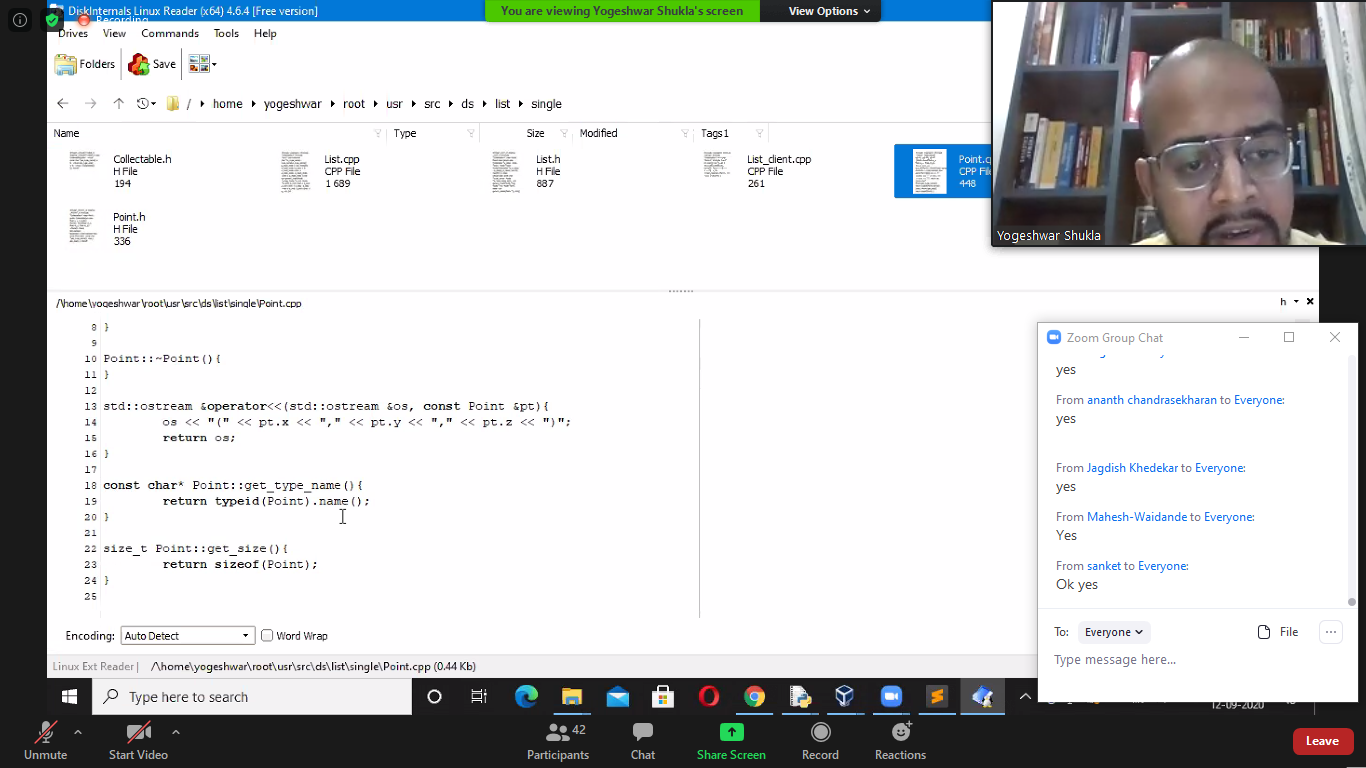 DiskInternals Linux Reader (x64) 4.6.4 [Free version]
Recording
You are viewing Yogeshwar Shukla's screen
View Options
Drives View Commands Tools Help
Folders Save
/ home yogeshwar root usr src ds list single
Name Type Size Modified Tags1
Collectable.h
H File
194
List.cpp
CPP File
1 689
List.h
H File
887
List_client.cpp
CPP File
261
Point.c
CPP File
448
Point.h
H File
336
Yogeshwar Shukla
/\home\yogeshwar\root\usr\src\ds\list\single\Point.cpp
h
8 }
9
10 Point::~Point(){
11 }
12
13 std::ostream &operator<<(std::ostream &os, const Point &pt){
14 os << "(" << pt.x << "," << pt.y << "," << pt.z << ")";
15 return os;
16 }
17
18 const char* Point::get_type_name(){
19 return typeid(Point).name();
20 }
21
22 size_t Point::get_size(){
23 return sizeof(Point);
24 }
25
Encoding: Auto Detect Word Wrap
Linux Ext Reader | /\home\yogeshwar\root\usr\src\ds\list\single\Point.cpp (0.44 Kb)
Zoom Group Chat
yes
From ananth chandrasekharan to Everyone:
yes
From Jagdish Khedekar to Everyone:
yes
From Mahesh-Waidande to Everyone:
Yes
From sanket to Everyone:
Ok yes
To: Everyone File
Type message here...
Type here to search
12-09-2020
Unmute Start Video Participants 42 Chat Share Screen Record Reactions Leave